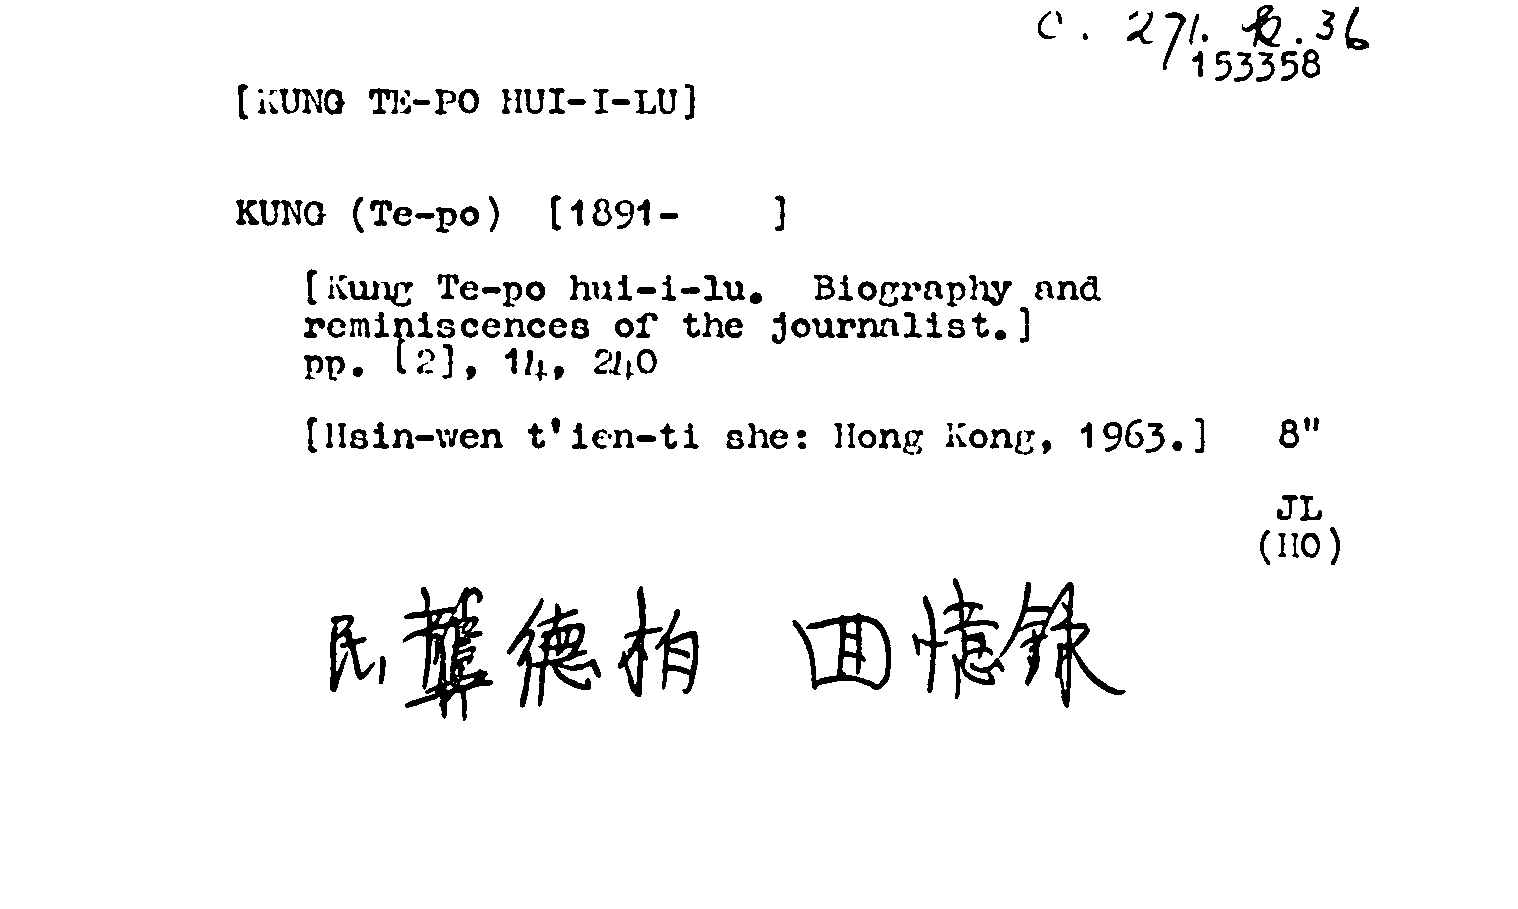 C. 271. b. 36
153358
[KUNG TE-PO HUI-I-LU]
KUNG (Te-po) [1891- ]
[Kung Te-po hui-i-lu. Biography and
reminiscences of the journalist.]
pp. [2], 14, 240
[Hsin-wen t'ien-ti she: Hong Kong, 1963.] 8"
JL
(HO)
民, 龔德柏 回憶錄